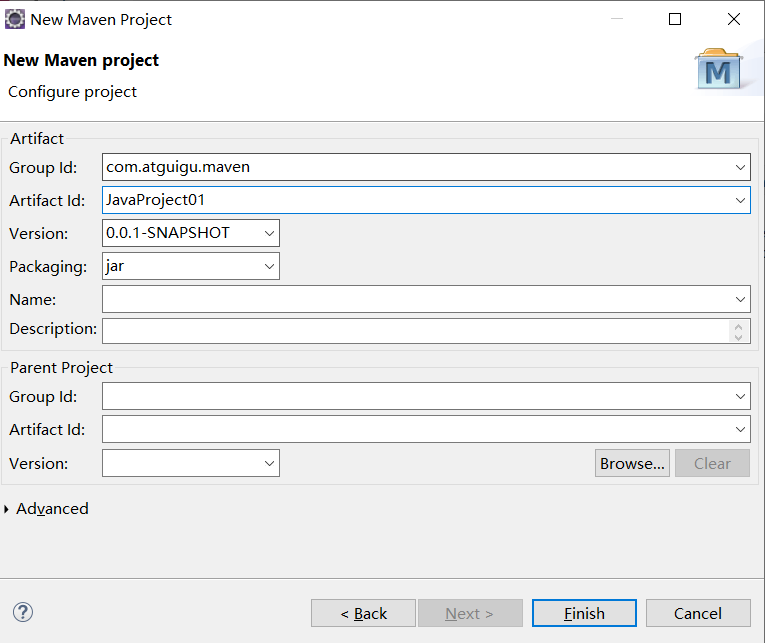 New Maven Project
New Maven project
Configure project
M
Artifact
Group Id: com.atguigu.maven
Artifact Id: JavaProject01
Version: 0.0.1-SNAPSHOT
Packaging: jar
Name:
Description:
Parent Project
Group Id:
Artifact Id:
Version: Browse... Clear
Advanced
? < Back Next > Finish Cancel